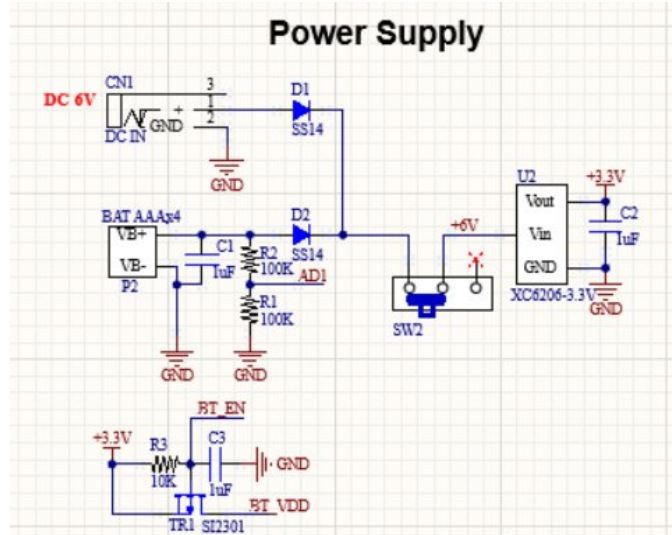 Power Supply
CN1
3
DC 6V
+
1
GND
2
DC IN
D1
SS14
GND
BAT AAAx4
VB+
VB-
P2
C1
1uF
R2
100K
D2
SS14
AD1
R1
100K
GND
GND
+6V
SW2
U2
Vout
Vin
GND
XC6206-3.3V
+3.3V
C2
1uF
GND
BT_EN
+3.3V
R3
10K
C3
1uF
GND
TR1
SI2301
BT_VDD